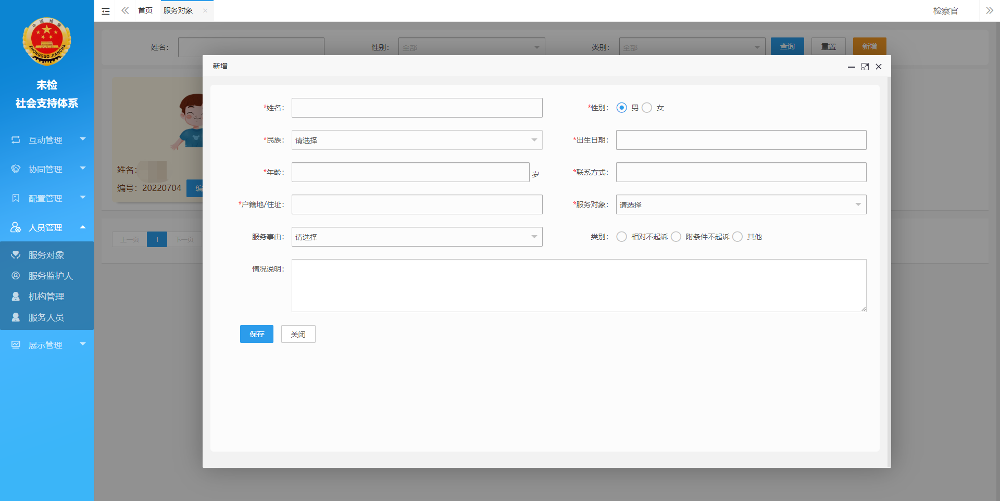 首页
服务对象
检察官
中国检察
ZHONGGUO JIANCHA
未检
社会支持体系
互动管理
协同管理
配置管理
人员管理
服务对象
服务监护人
机构管理
服务人员
展示管理
姓名：
性别： 全部
类别： 全部
查询
重置
新增
姓名：
编号：20220704
编
上一页
1
下一页
新增
*姓名：
*性别： 男 女
*民族： 请选择
*出生日期：
*年龄： 岁
*联系方式：
*户籍地/住址：
*服务对象： 请选择
服务事由： 请选择
类别： 相对不起诉 附条件不起诉 其他
情况说明：
保存
关闭